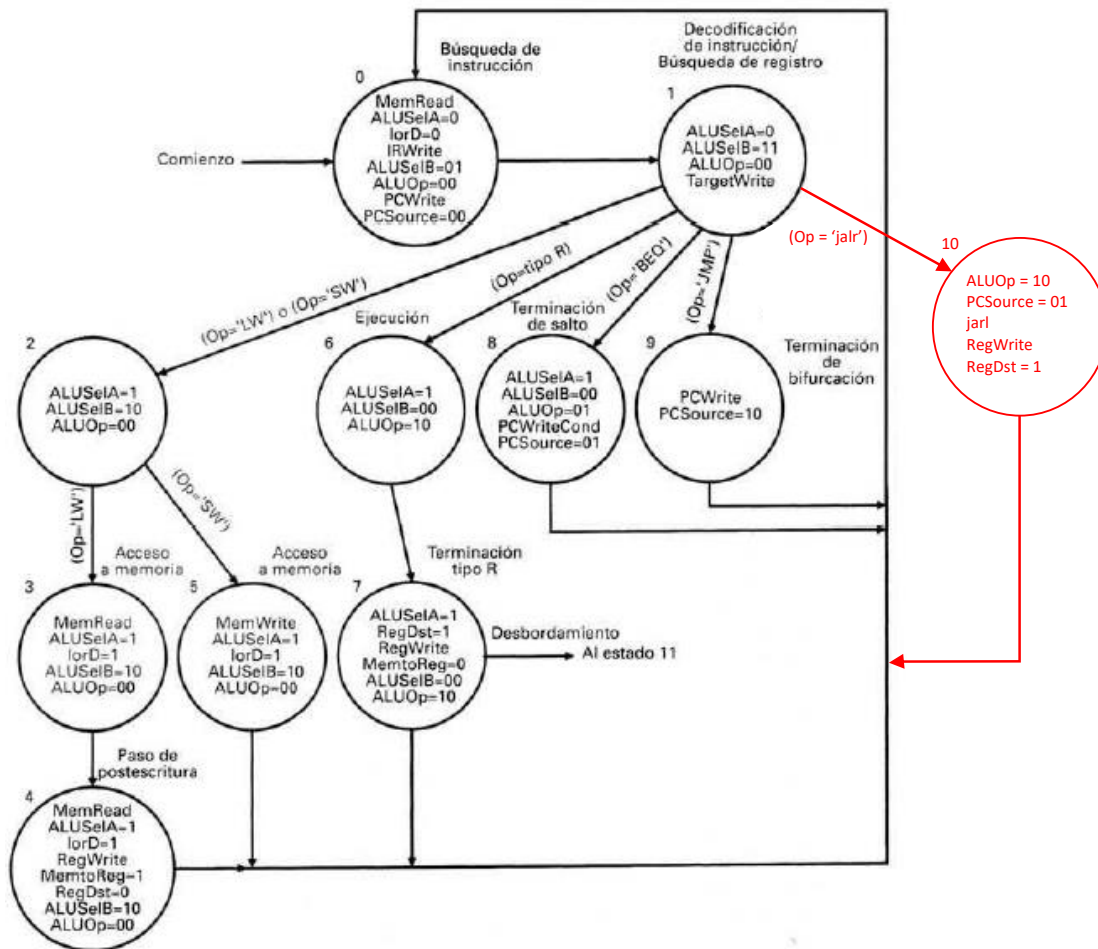 Búsqueda de
instrucción
0
MemRead
ALUSelA=0
IorD=0
IRWrite
ALUSelB=01
ALUOp=00
PCWrite
PCSource=00
Comienzo
Decodificación
de instrucción/
Búsqueda de registro
1
ALUSelA=0
ALUSelB=11
ALUOp=00
TargetWrite
(Op = ‘jalr’)
10
ALUOp = 10
PCSource = 01
jarl
RegWrite
RegDst = 1
(Op='LW') o (Op='SW')
(Op=tipo R)
(Op='BEQ')
(Op='JMP')
2
ALUSelA=1
ALUSelB=10
ALUOp=00
Ejecución
6
ALUSelA=1
ALUSelB=00
ALUOp=10
Terminación
de salto
8
ALUSelA=1
ALUSelB=00
ALUOp=01
PCWriteCond
PCSource=01
9
PCWrite
PCSource=10
Terminación
de
bifurcación
(Op='LW')
(Op='SW')
Acceso
a memoria
3
MemRead
ALUSelA=1
IorD=1
ALUSelB=10
ALUOp=00
Acceso
a memoria
5
MemWrite
ALUSelA=1
IorD=1
ALUSelB=10
ALUOp=00
Terminación
tipo R
7
ALUSelA=1
RegDst=1
RegWrite
MemtoReg=0
ALUSelB=00
ALUOp=10
Desbordamiento
Al estado 11
Paso de
postescritura
4
MemRead
ALUSelA=1
IorD=1
RegWrite
MemtoReg=1
RegDst=0
ALUSelB=10
ALUOp=00